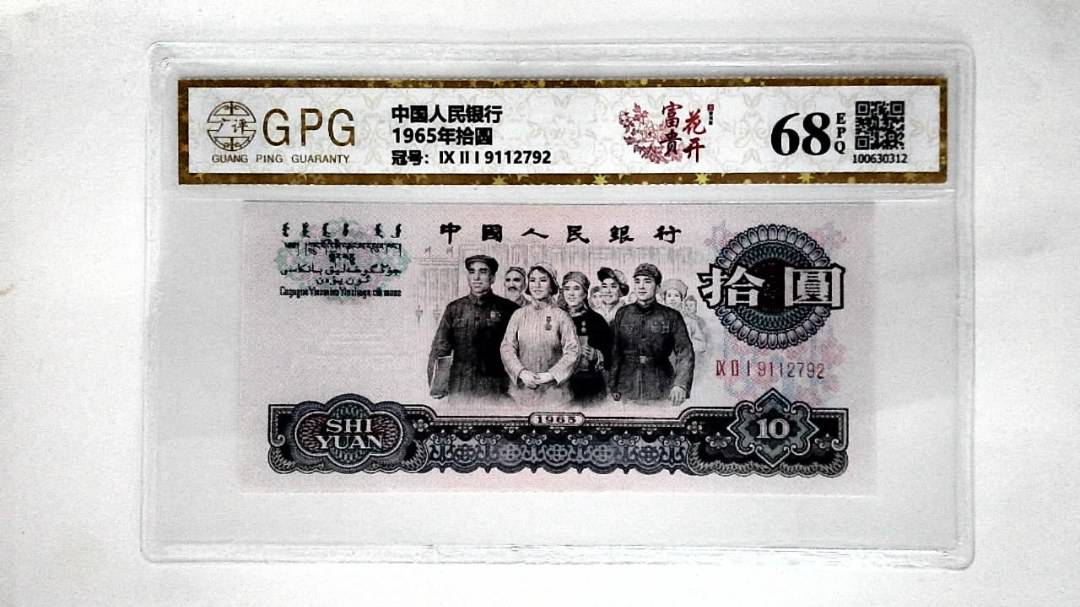 广评
GPG
GUANG PING GUARANTY
中国人民银行
1965年拾圆
冠号: IX II I 9112792
富贵
花开
68
EPQ
100630312
中國人民銀行
拾圓
IX II I 9112792
1965
SHI
YUAN
10